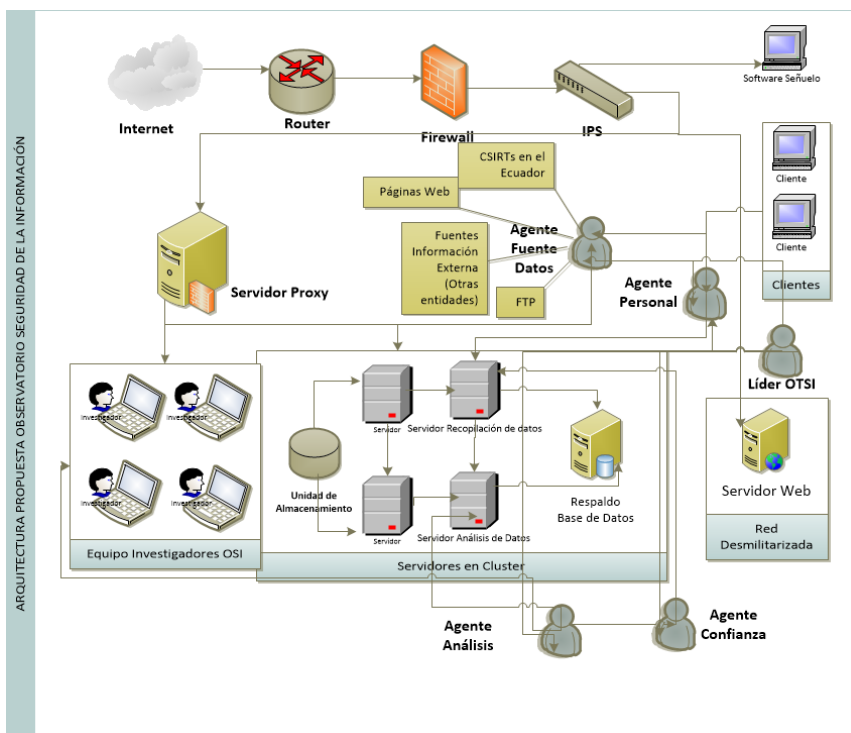 ARQUITECTURA PROPUESTA OBSERVATORIO SEGURIDAD DE LA INFORMACIÓN
Internet
Router
Firewall
IPS
Software Señuelo
CSIRTs en el
Ecuador
Páginas Web
Fuentes
Información
Externa
(Otras
entidades)
FTP
Agente
Fuente
Datos
Cliente
Cliente
Clientes
Servidor Proxy
Agente
Personal
Líder OTSI
Investigador
Investigador
Investigador
Investigador
Equipo Investigadores OSI
Unidad de
Almacenamiento
Servidor
Servidor Recopilación de datos
Servidor
Servidor Análisis de Datos
Respaldo
Base de Datos
Servidores en Cluster
Servidor Web
Red
Desmilitarizada
Agente
Análisis
Agente
Confianza